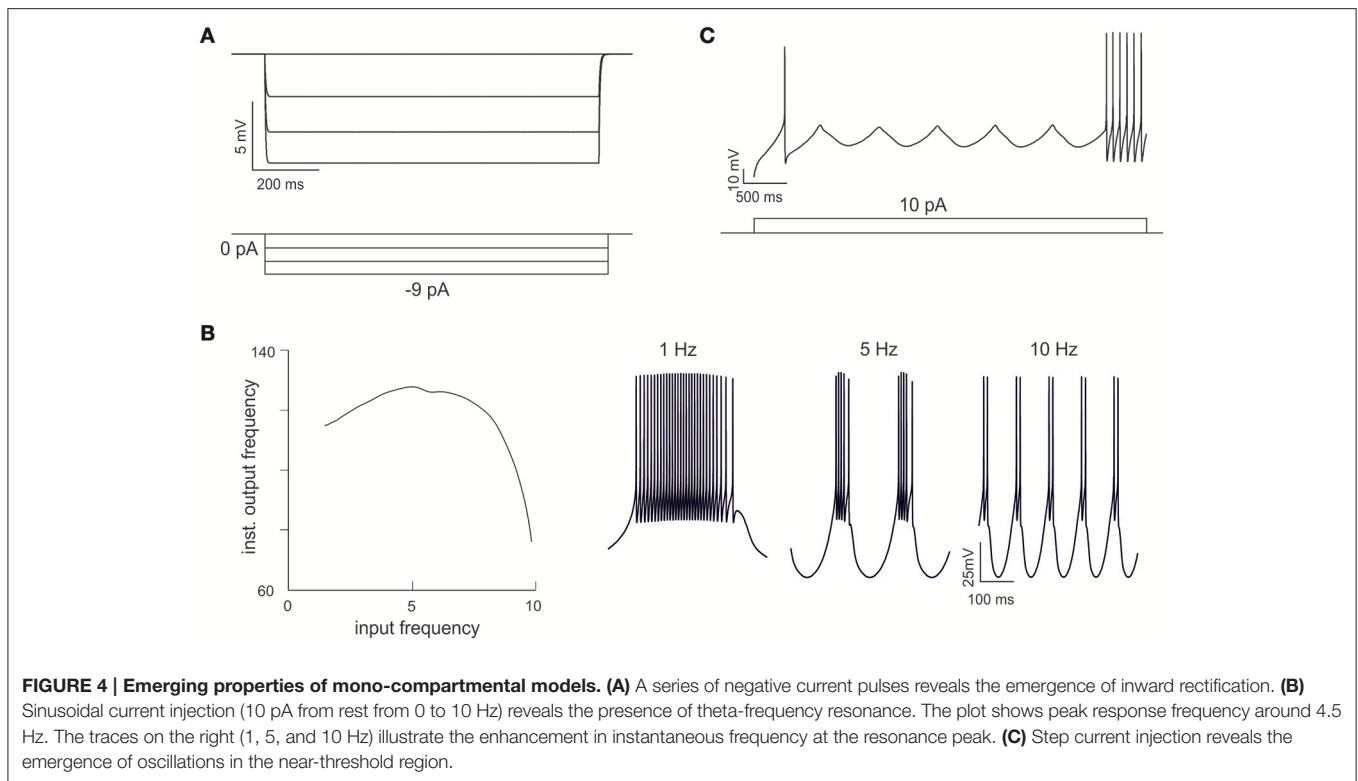 A
5 mV
200 ms
0 pA
-9 pA
C
10 mV
500 ms
10 pA
B
140
60
0
5
10
inst. output frequency
input frequency
1 Hz
5 Hz
10 Hz
25mV
100 ms
FIGURE 4 | Emerging properties of mono-compartmental models. (A) A series of negative current pulses reveals the emergence of inward rectification. (B)
Sinusoidal current injection (10 pA from rest from 0 to 10 Hz) reveals the presence of theta-frequency resonance. The plot shows peak response frequency around 4.5
Hz. The traces on the right (1, 5, and 10 Hz) illustrate the enhancement in instantaneous frequency at the resonance peak. (C) Step current injection reveals the
emergence of oscillations in the near-threshold region.